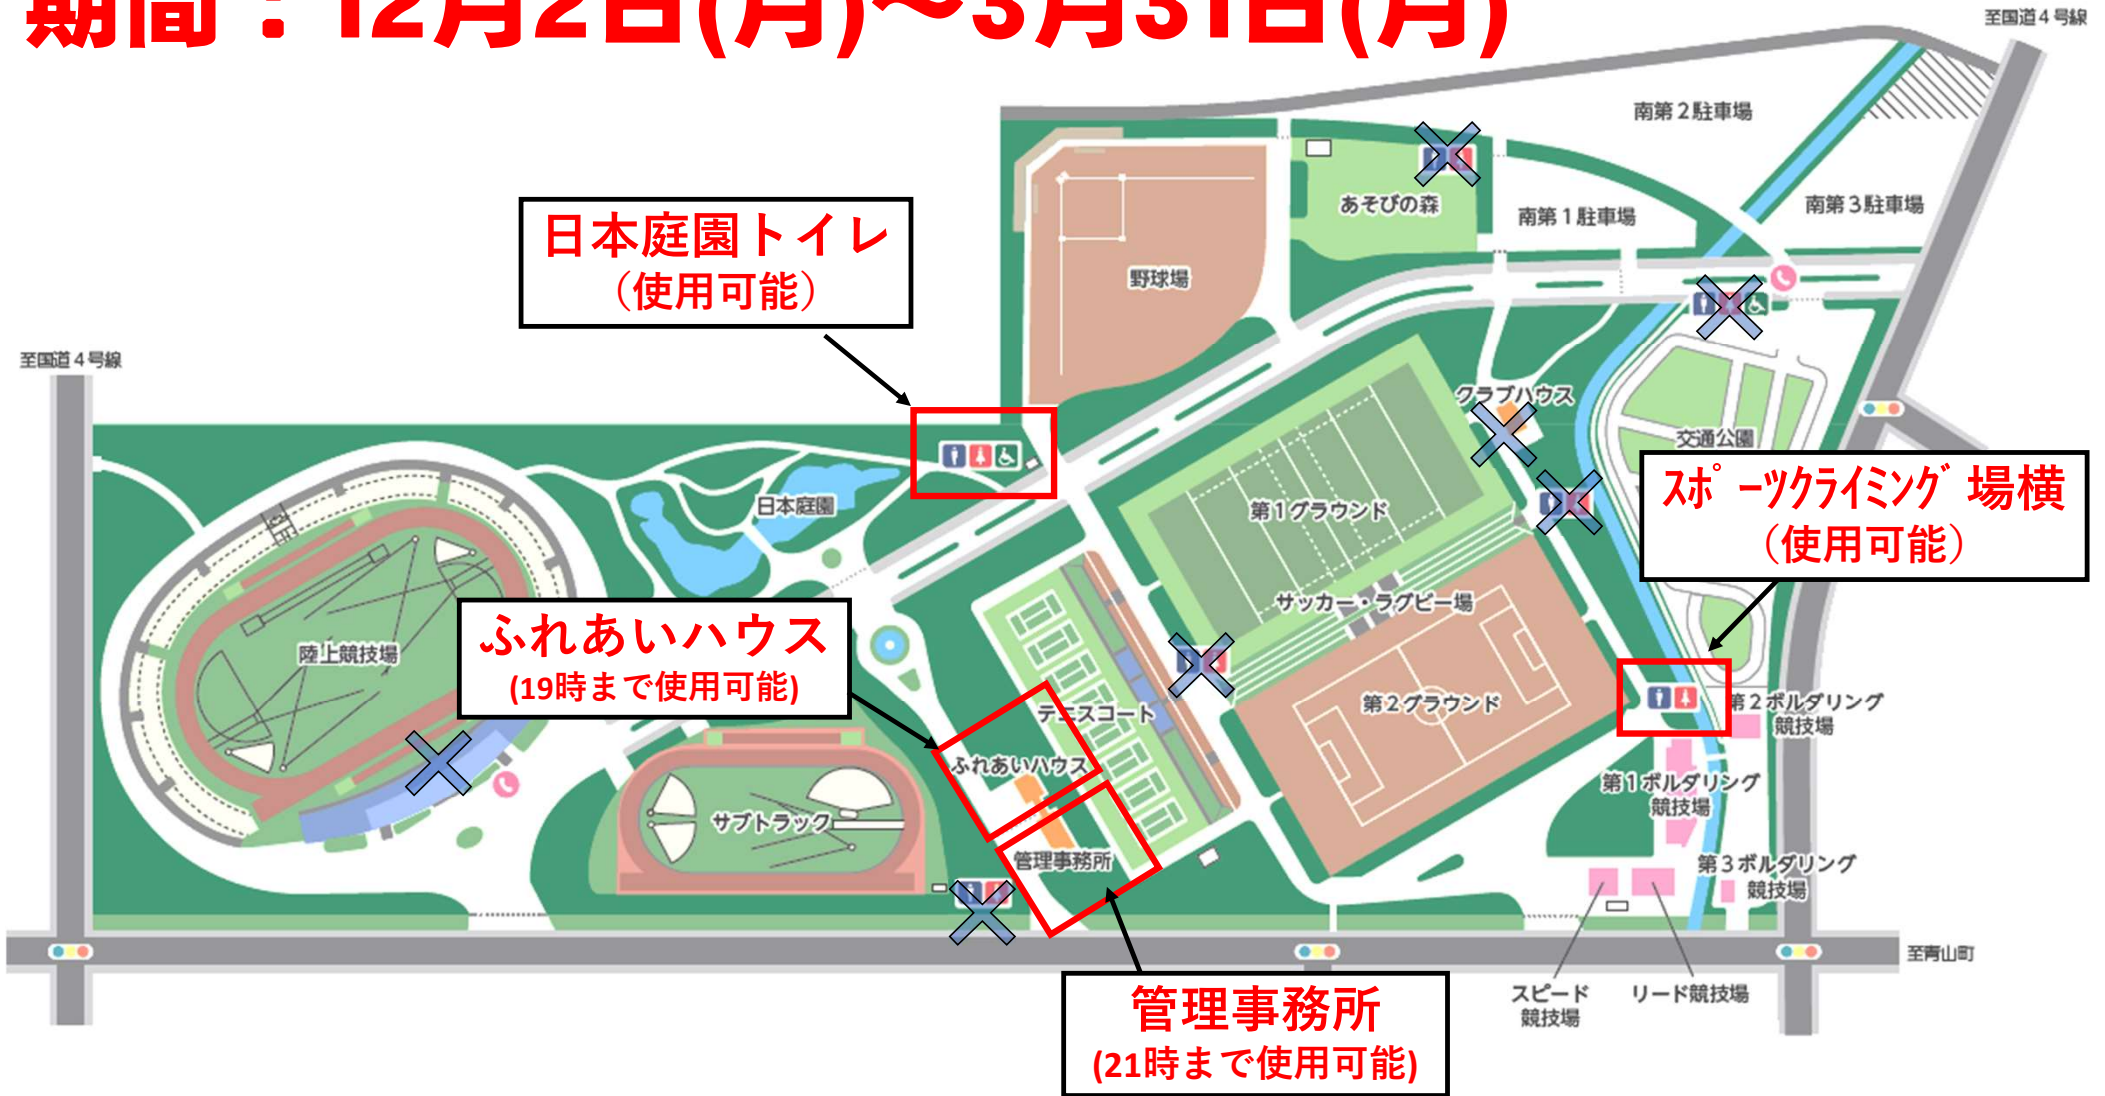 期間：12月2日(月)～3月31日(月)
至国道４号線
南第２駐車場
あそびの森
南第１駐車場
南第３駐車場
日本庭園トイレ
（使用可能）
野球場
至国道４号線
クラブハウス
交通公園
日本庭園
第１グラウンド
ｽﾎﾟｰﾂｸﾗｲﾐﾝｸﾞ場横
（使用可能）
サッカー・ラグビー場
ふれあいハウス
(19時まで使用可能)
陸上競技場
テニスコート
第２グラウンド
第２ボルダリング
競技場
ふれあいハウス
第１ボルダリング
競技場
サブトラック
管理事務所
第３ボルダリング
競技場
至青山町
スピード
競技場
リード競技場
管理事務所
(21時まで使用可能)